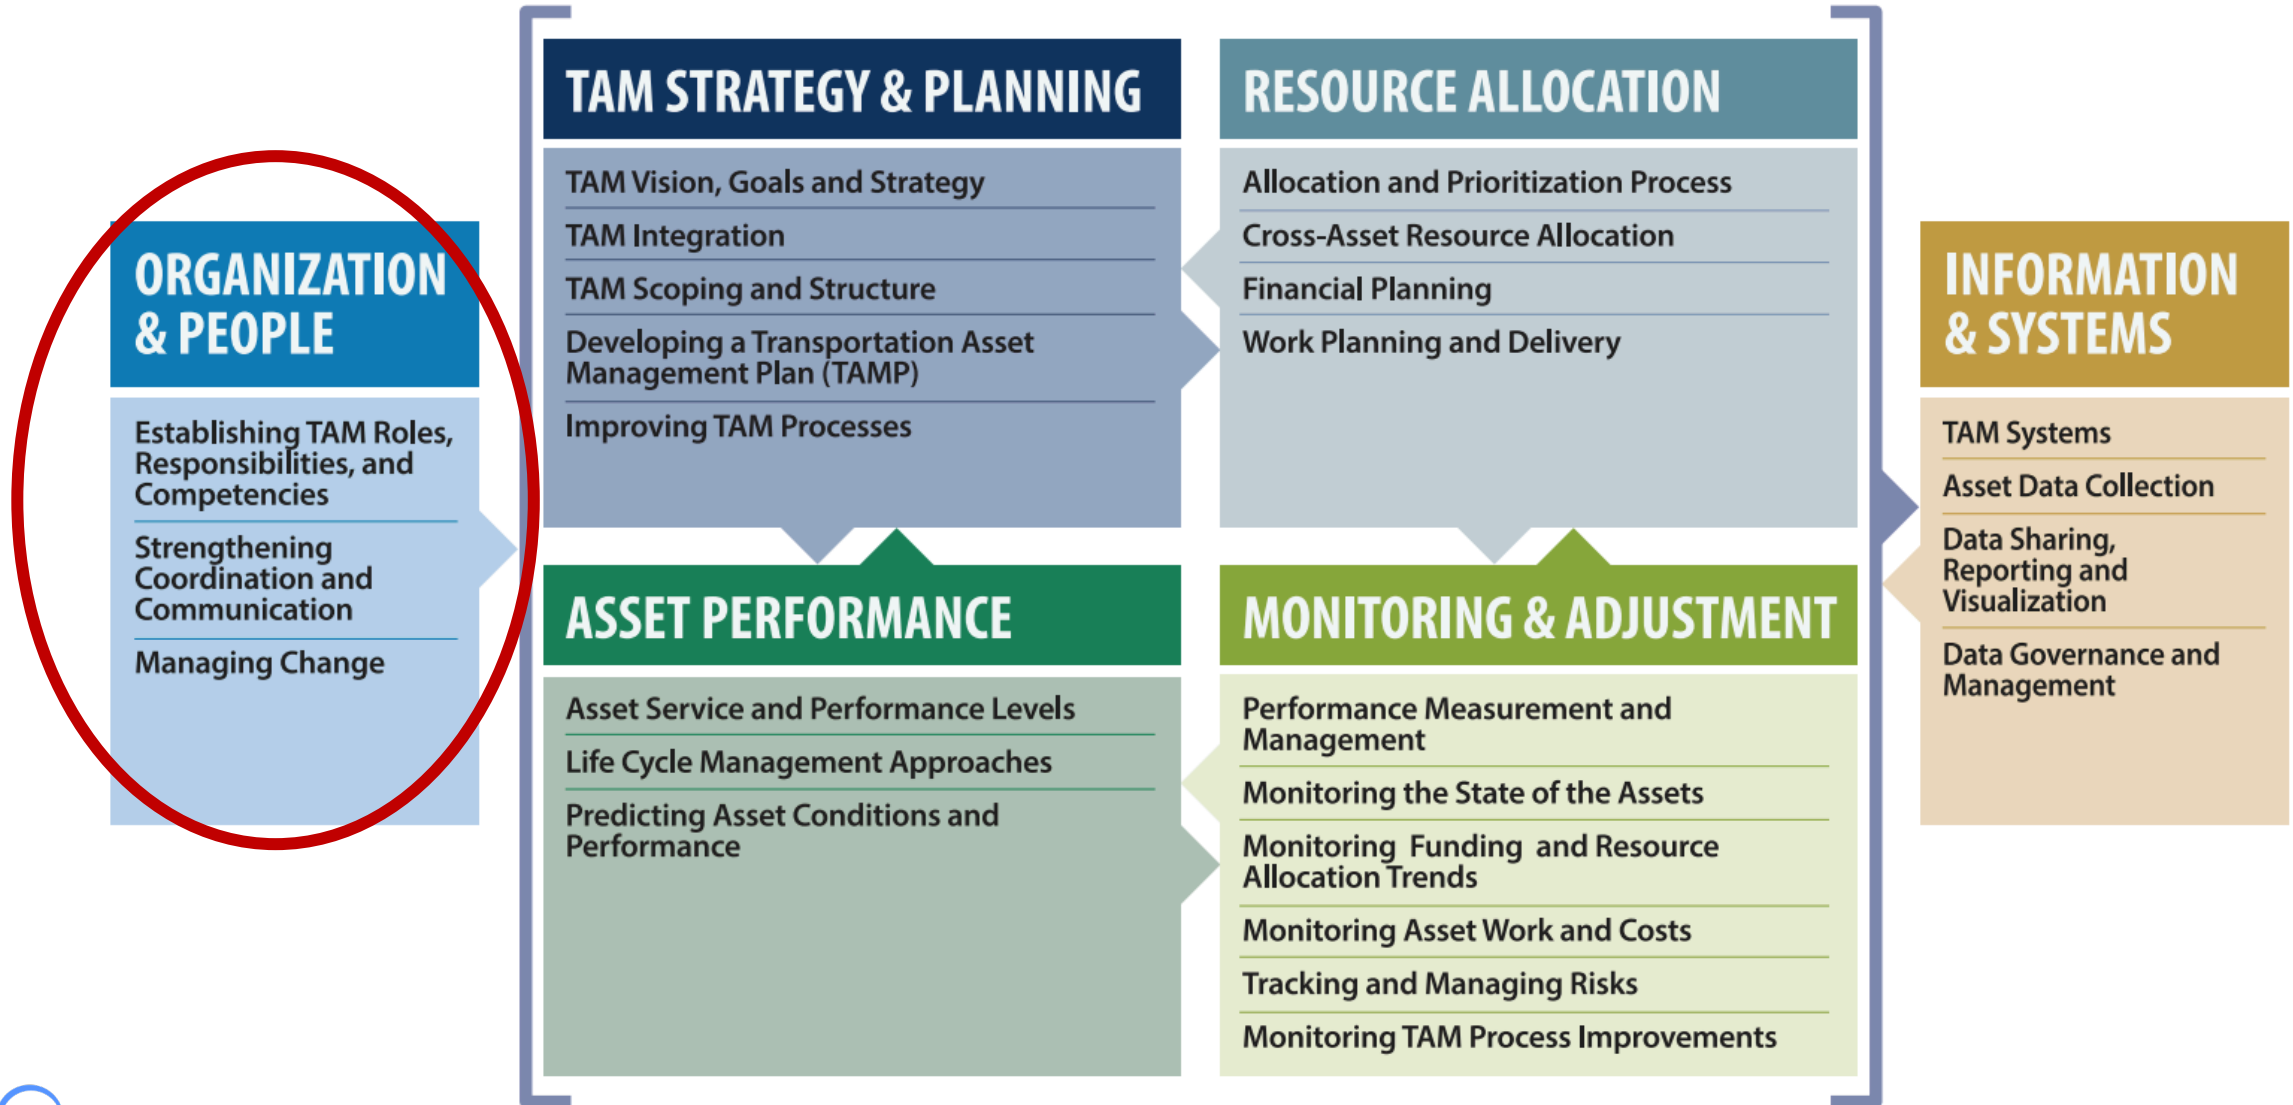 ORGANIZATION
& PEOPLE
Establishing TAM Roles,
Responsibilities, and
Competencies
Strengthening
Coordination and
Communication
Managing Change
TAM STRATEGY & PLANNING
TAM Vision, Goals and Strategy
TAM Integration
TAM Scoping and Structure
Developing a Transportation Asset
Management Plan (TAMP)
Improving TAM Processes
RESOURCE ALLOCATION
Allocation and Prioritization Process
Cross-Asset Resource Allocation
Financial Planning
Work Planning and Delivery
ASSET PERFORMANCE
Asset Service and Performance Levels
Life Cycle Management Approaches
Predicting Asset Conditions and
Performance
MONITORING & ADJUSTMENT
Performance Measurement and
Management
Monitoring the State of the Assets
Monitoring Funding and Resource
Allocation Trends
Monitoring Asset Work and Costs
Tracking and Managing Risks
Monitoring TAM Process Improvements
INFORMATION
& SYSTEMS
TAM Systems
Asset Data Collection
Data Sharing,
Reporting and
Visualization
Data Governance and
Management